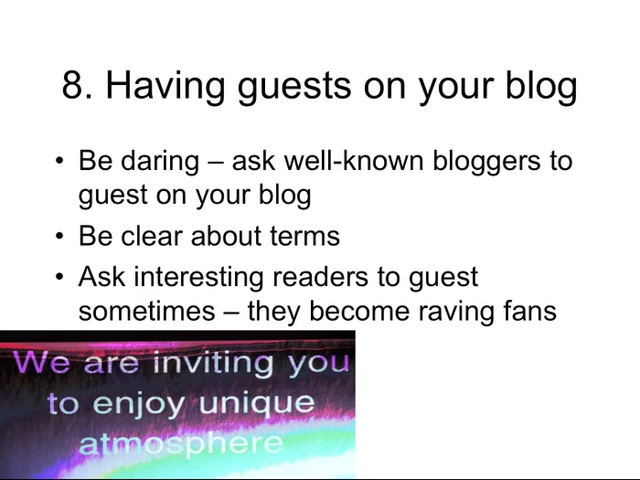 8. Having guests on your blog
• Be daring – ask well-known bloggers to
guest on your blog
• Be clear about terms
• Ask interesting readers to guest
sometimes – they become raving fans
We are inviting you
to enjoy unique
atmosphere